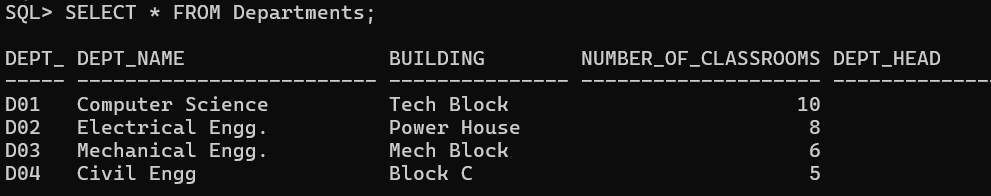 SQL> SELECT * FROM Departments;
DEPT_ DEPT_NAME BUILDING NUMBER_OF_CLASSROOMS DEPT_HEAD
----- ------------------------- --------------- -------------------- -------------
D01 Computer Science Tech Block 10
D02 Electrical Engg. Power House 8
D03 Mechanical Engg. Mech Block 6
D04 Civil Engg Block C 5